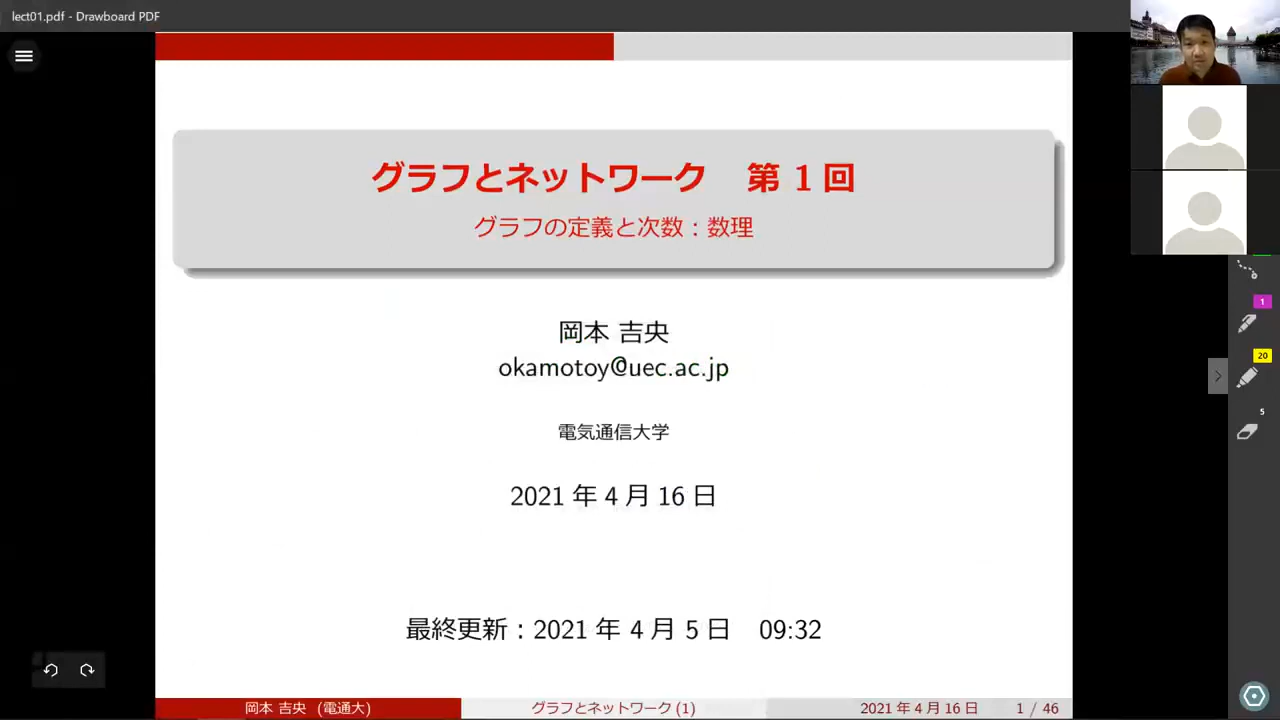 lect01.pdf - Drawboard PDF
グラフとネットワーク 第 1 回
グラフの定義と次数：数理
岡本 吉央
okamotoy@uec.ac.jp
電気通信大学
2021 年 4 月 16 日
最終更新：2021 年 4 月 5 日 09:32
岡本 吉央 (電通大)
グラフとネットワーク (1)
2021 年 4 月 16 日
1 / 46
1
20
5